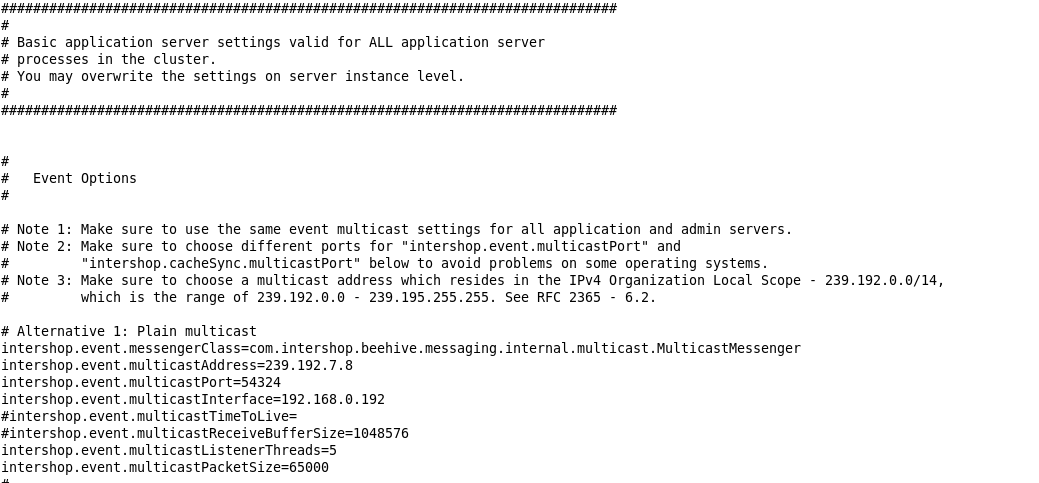 #############################################################################
#
# Basic application server settings valid for ALL application server
# processes in the cluster.
# You may overwrite the settings on server instance level.
#
#############################################################################
#
#   Event Options
#
# Note 1: Make sure to use the same event multicast settings for all application and admin servers.
# Note 2: Make sure to choose different ports for "intershop.event.multicastPort" and
#         "intershop.cacheSync.multicastPort" below to avoid problems on some operating systems.
# Note 3: Make sure to choose a multicast address which resides in the IPv4 Organization Local Scope - 239.192.0.0/14,
#         which is the range of 239.192.0.0 - 239.195.255.255. See RFC 2365 - 6.2.
# Alternative 1: Plain multicast
intershop.event.messengerClass=com.intershop.beehive.messaging.internal.multicast.MulticastMessenger
intershop.event.multicastAddress=239.192.7.8
intershop.event.multicastPort=54324
intershop.event.multicastInterface=192.168.0.192
#intershop.event.multicastTimeToLive=
#intershop.event.multicastReceiveBufferSize=1048576
intershop.event.multicastListenerThreads=5
intershop.event.multicastPacketSize=65000
#